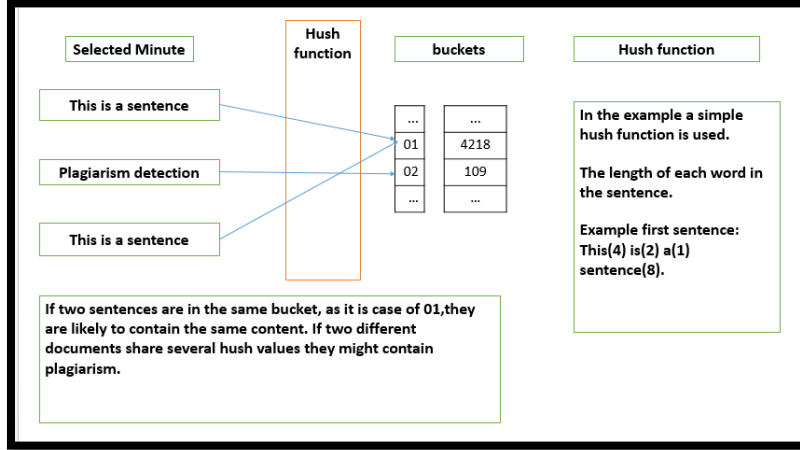 Selected Minute
Hush
function
buckets
Hush function
This is a sentence
Plagiarism detection
This is a sentence
...
01
02
...
...
4218
109
...
In the example a simple
hush function is used.
The length of each word in
the sentence.
Example first sentence:
This(4) is(2) a(1)
sentence(8).
If two sentences are in the same bucket, as it is case of 01,they
are likely to contain the same content. If two different
documents share several hush values they might contain
plagiarism.